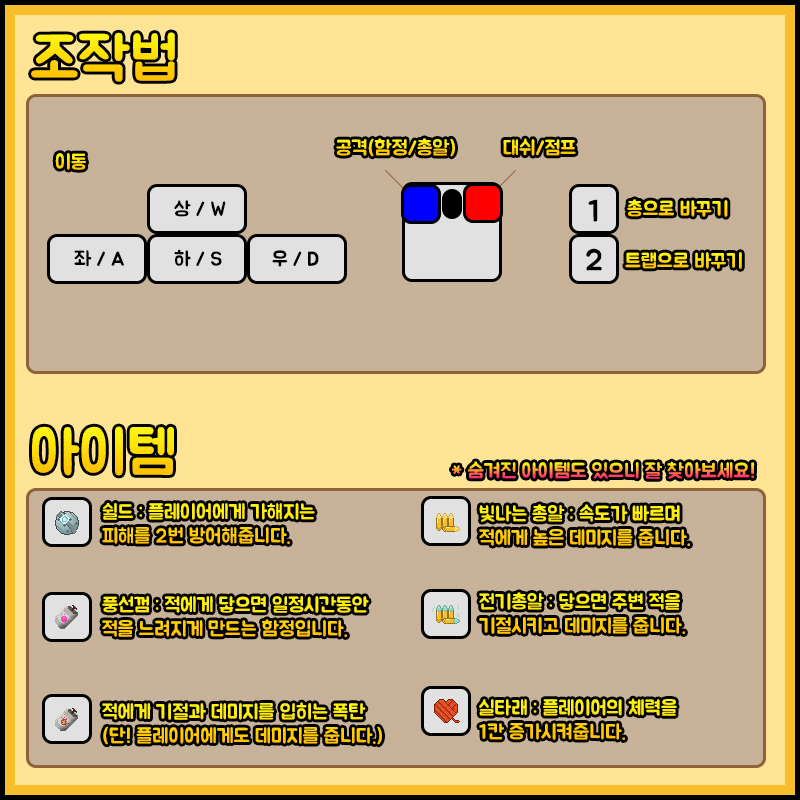 조작법
이동
공격(함정/총알)
대쉬/점프
상 / W
좌 / A
하 / S
우 / D
1
총으로 바꾸기
2
트랩으로 바꾸기
아이템
* 숨겨진 아이템도 있으니 잘 찾아보세요!
쉴드 : 플레이어에게 가해지는
피해를 2번 방어해줍니다.
빛나는 총알 : 속도가 빠르며
적에게 높은 데미지를 줍니다.
풍선껌 : 적에게 닿으면 일정시간동안
적을 느려지게 만드는 함정입니다.
전기총알 : 닿으면 주변 적을
기절시키고 데미지를 줍니다.
적에게 기절과 데미지를 입히는 폭탄
(단! 플레이어에게도 데미지를 줍니다.)
실타래 : 플레이어의 체력을
1칸 증가시켜줍니다.